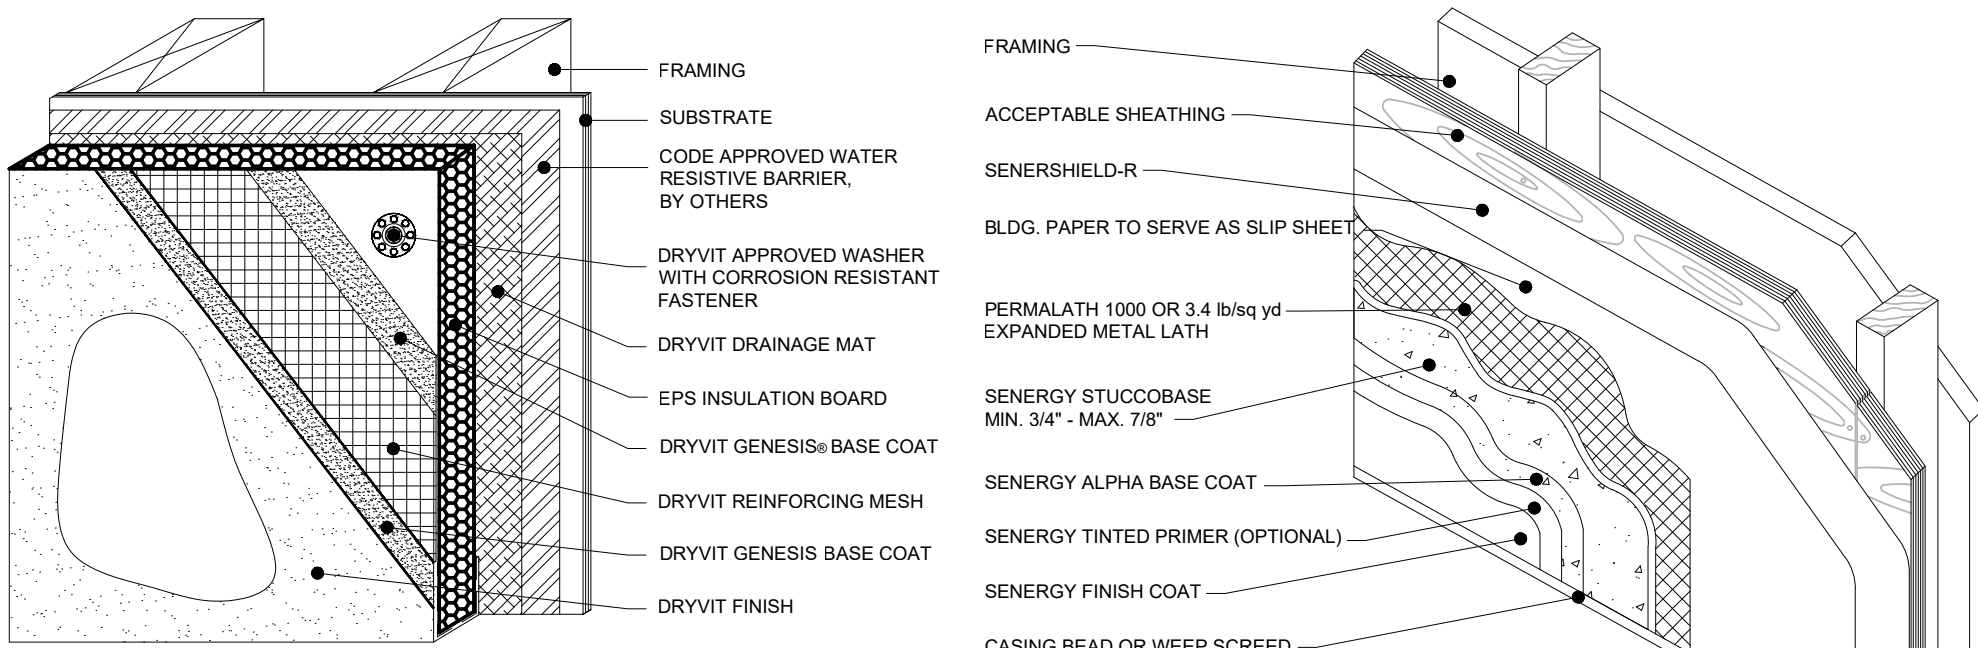 FRAMING
SUBSTRATE
CODE APPROVED WATER
RESISTIVE BARRIER,
BY OTHERS
DRYVIT APPROVED WASHER
WITH CORROSION RESISTANT
FASTENER
DRYVIT DRAINAGE MAT
EPS INSULATION BOARD
DRYVIT GENESIS® BASE COAT
DRYVIT REINFORCING MESH
DRYVIT GENESIS BASE COAT
DRYVIT FINISH
FRAMING
ACCEPTABLE SHEATHING
SENERSHIELD-R
BLDG. PAPER TO SERVE AS SLIP SHEET
PERMALATH 1000 OR 3.4 lb/sq yd
EXPANDED METAL LATH
SENERGY STUCCOBASE
MIN. 3/4" - MAX. 7/8"
SENERGY ALPHA BASE COAT
SENERGY TINTED PRIMER (OPTIONAL)
SENERGY FINISH COAT
CASING BEAD OR WEEP SCREED